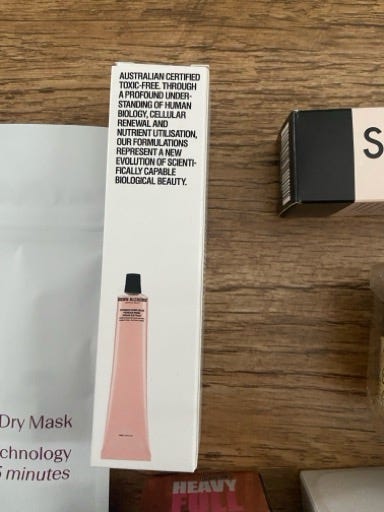 AUSTRALIAN CERTIFIED
TOXIC-FREE. THROUGH
A PROFOUND UNDER-
STANDING OF HUMAN
BIOLOGY, CELLULAR
RENEWAL AND
NUTRIENT UTILISATION,
OUR FORMULATIONS
REPRESENT A NEW
EVOLUTION OF SCIENTI-
FICALLY CAPABLE
BIOLOGICAL BEAUTY.
S
Dry Mask
chnology
5 minutes
HEAVY
FULL